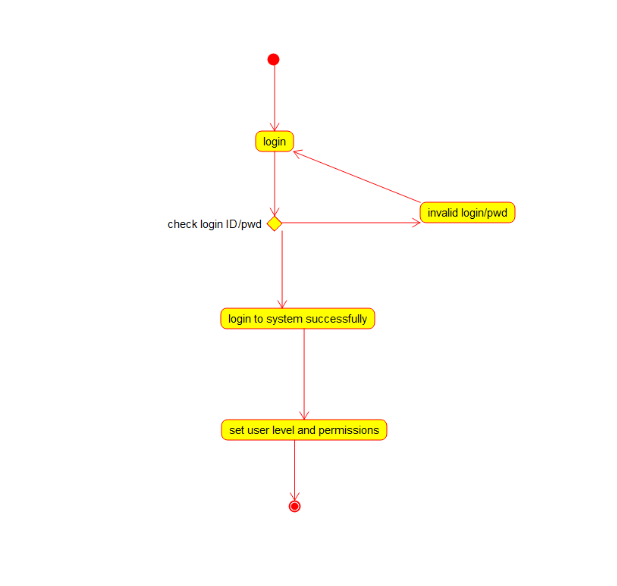 login
invalid login/pwd
check login ID/pwd
login to system successfully
set user level and permissions